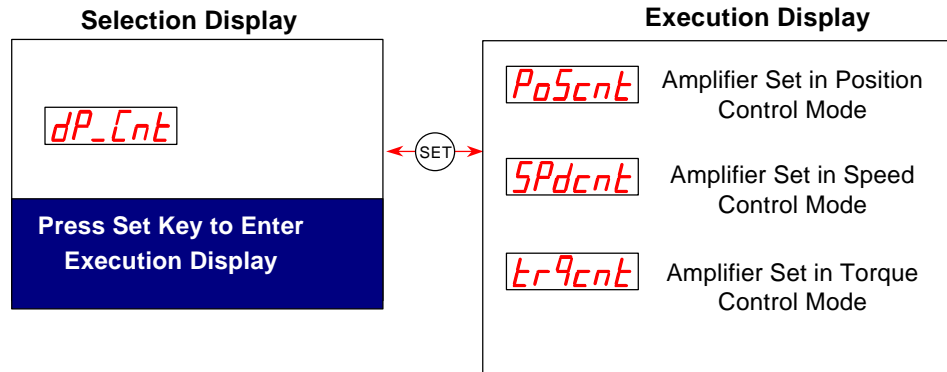 Selection Display
Execution Display
dP_Cnt
SET
PoScnt
Amplifier Set in Position
Control Mode
SPdcnt
Amplifier Set in Speed
Control Mode
trqcnt
Amplifier Set in Torque
Control Mode
Press Set Key to Enter
Execution Display